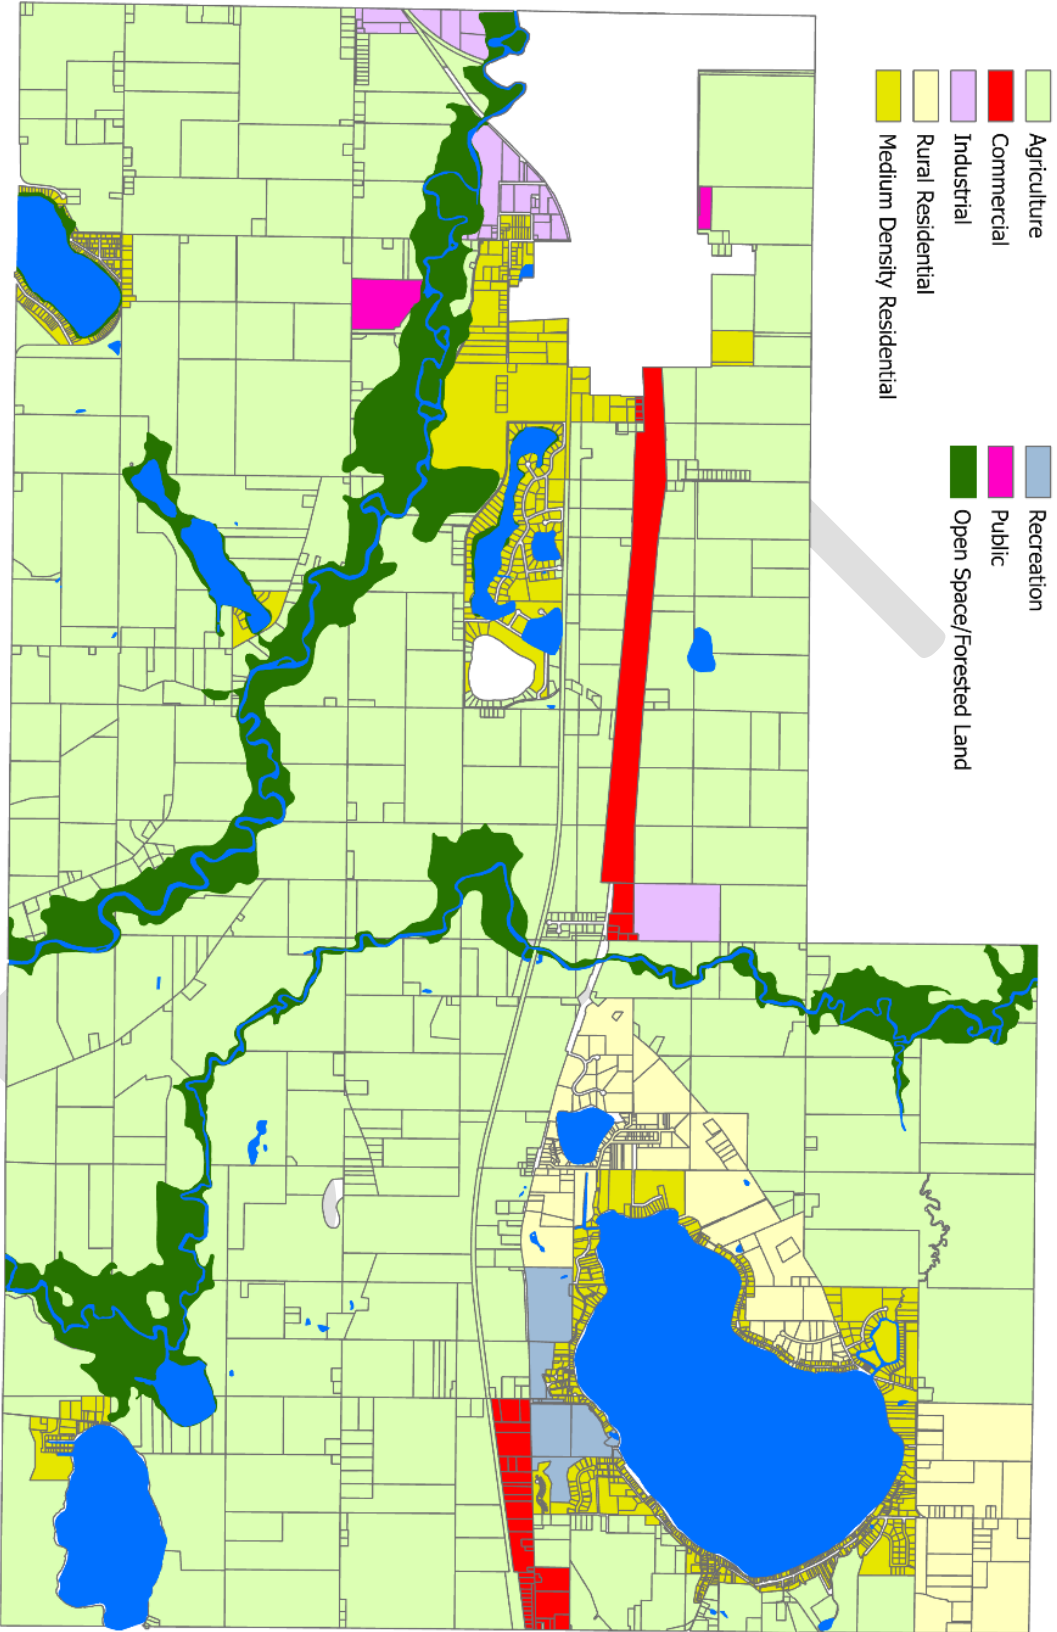 Agriculture
Commercial
Industrial
Rural Residential
Medium Density Residential
Recreation
Public
Open Space/Forested Land